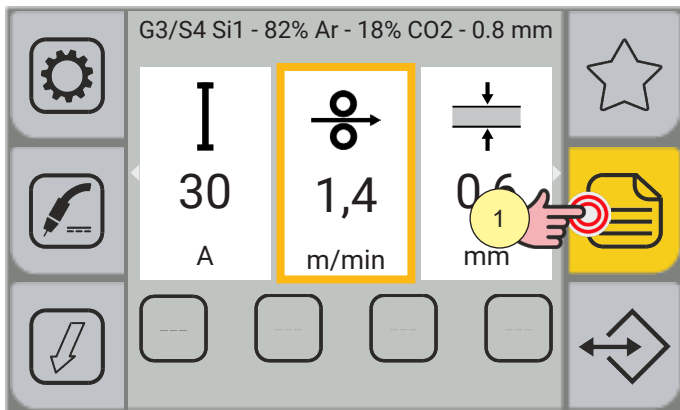 G3/S4 Si1 - 82% Ar - 18% CO2 - 0.8 mm
30
1,4
0,6
1
A
m/min
mm
--- --- --- ---